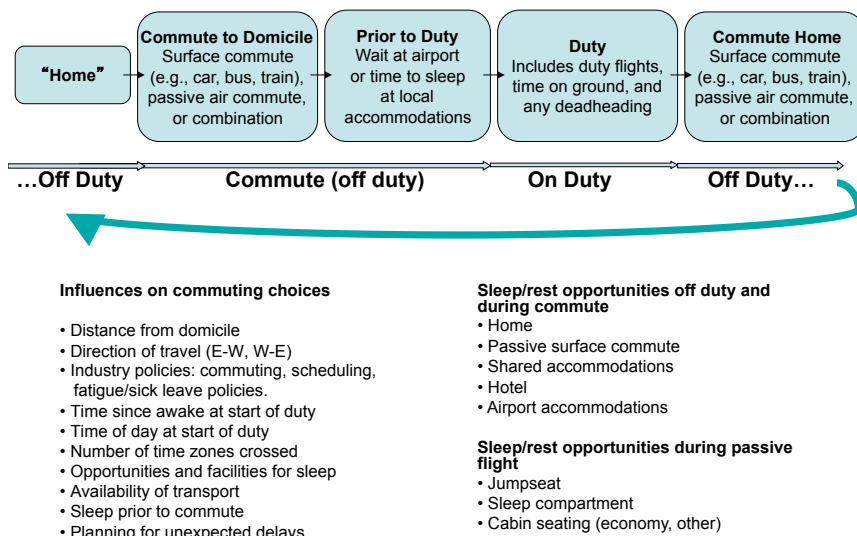 “Home”
Commute to Domicile
Surface commute
(e.g., car, bus, train),
passive air commute,
or combination
Prior to Duty
Wait at airport
or time to sleep
at local
accommodations
Duty
Includes duty flights,
time on ground, and
any deadheading
Commute Home
Surface commute
(e.g., car, bus, train),
passive air commute,
or combination
...Off Duty
Commute (off duty)
On Duty
Off Duty...
Influences on commuting choices
• Distance from domicile
• Direction of travel (E-W, W-E)
• Industry policies: commuting, scheduling,
fatigue/sick leave policies.
• Time since awake at start of duty
• Time of day at start of duty
• Number of time zones crossed
• Opportunities and facilities for sleep
• Availability of transport
• Sleep prior to commute
• Planning for unexpected delays
Sleep/rest opportunities off duty and
during commute
• Home
• Passive surface commute
• Shared accommodations
• Hotel
• Airport accommodations
Sleep/rest opportunities during passive
flight
• Jumpseat
• Sleep compartment
• Cabin seating (economy, other)